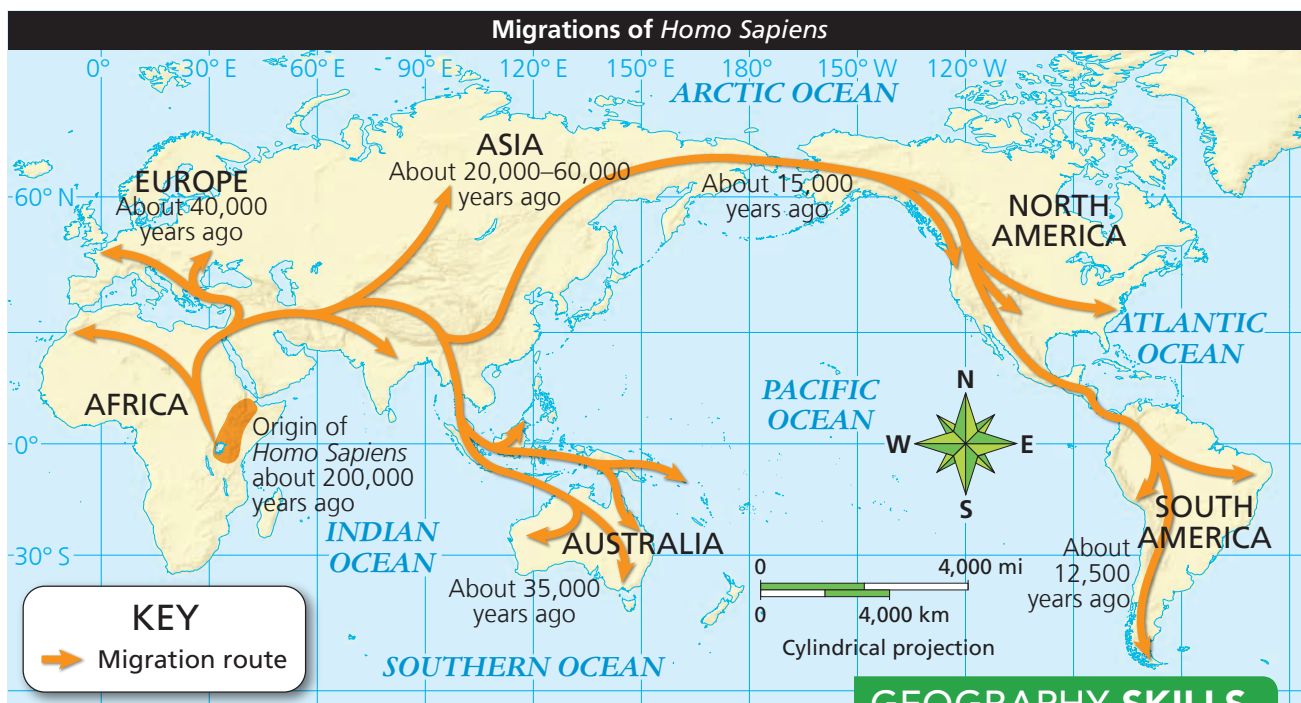 Migrations of Homo Sapiens
0° 30° E 60° E 90° E 120° E 150° E 180° 150° W 120° W
ARCTIC OCEAN
ASIA
About 20,000–60,000
years ago
EUROPE
About 40,000
years ago
60° N
About 15,000
years ago
NORTH
AMERICA
ATLANTIC
OCEAN
PACIFIC
OCEAN
N
W E
S
AFRICA
Origin of
Homo Sapiens
about 200,000
years ago
0°
INDIAN
OCEAN
AUSTRALIA
About 35,000
years ago
SOUTH
AMERICA
About
12,500
years ago
30° S
0 4,000 mi
0 4,000 km
Cylindrical projection
KEY
Migration route
SOUTHERN OCEAN
GEOGRAPHY SKILLS